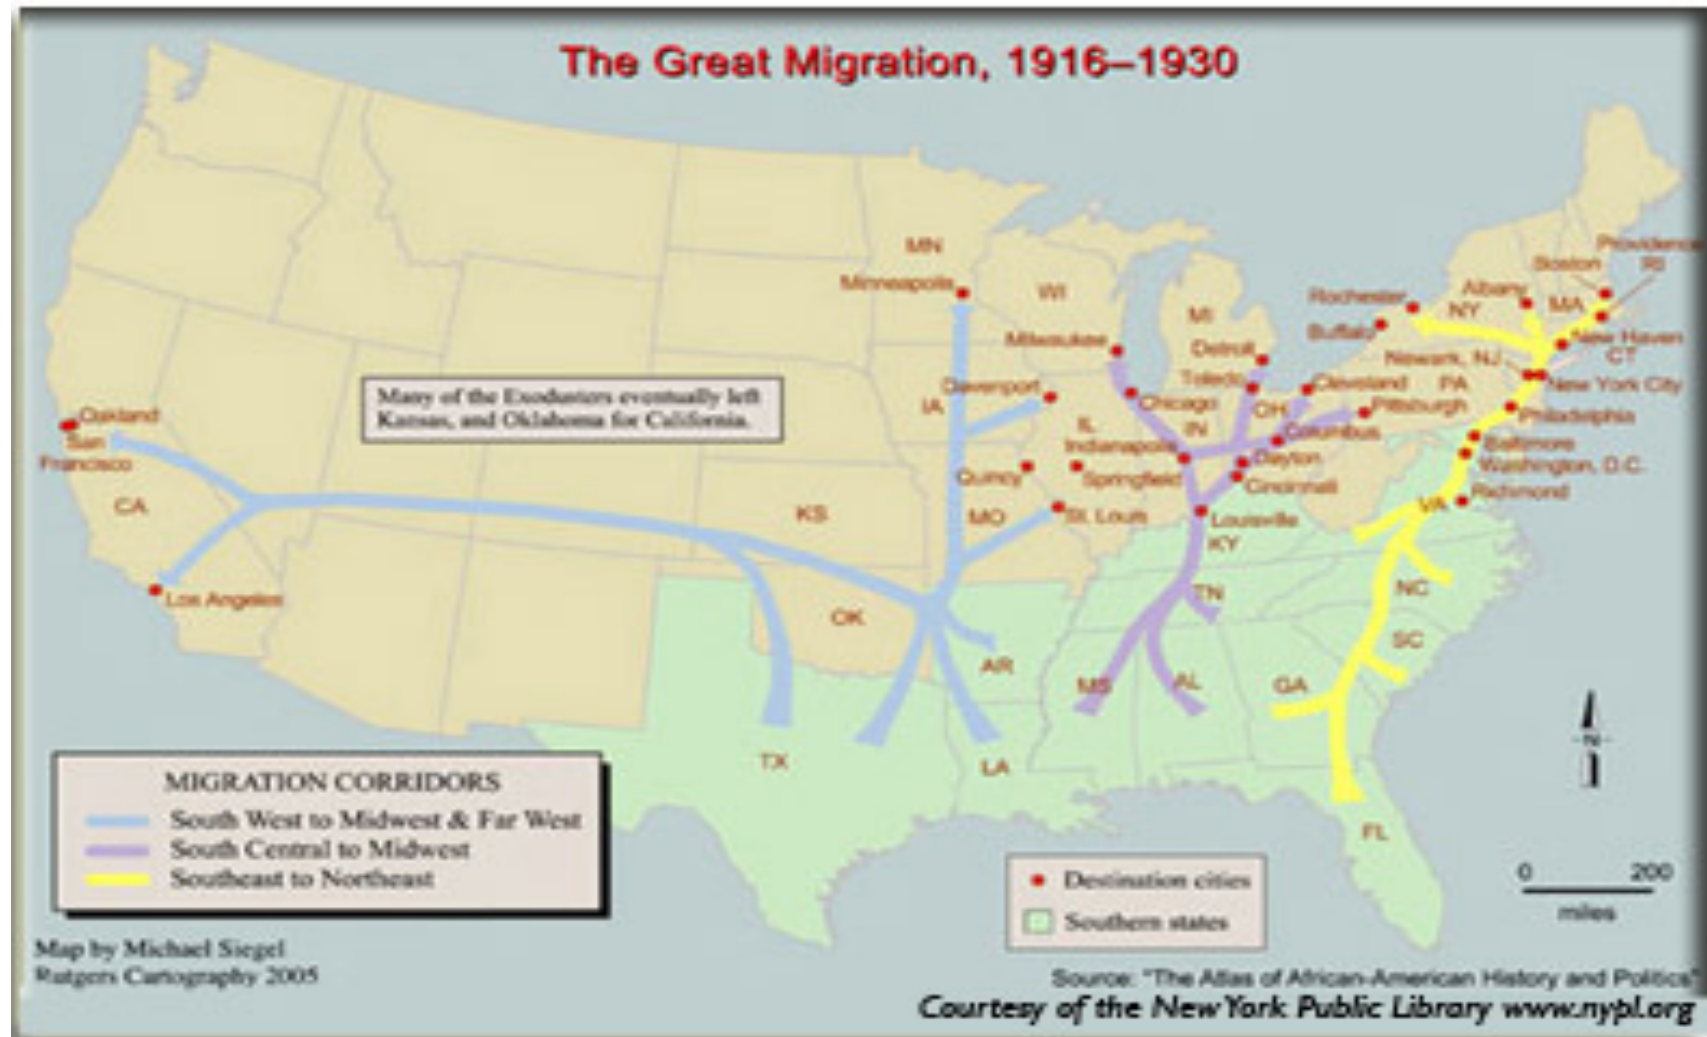 The Great Migration, 1916–1930
Many of the Exodusters eventually left
Kansas, and Oklahoma for California.
MN
Minneapolis
WI
MI
Milwaukee
Detroit
Toledo
Davenport
IA
Chicago
IN
IL
Indianapolis
OH
Cleveland
PA
Pittsburgh
Columbus
Dayton
Cincinnati
Quincy
Springfield
MO
St. Louis
Louisville
KY
Rochester
Buffalo
Albany
NY
Boston
Providence
RI
MA
New Haven
CT
Newark, NJ
New York City
Philadelphia
Baltimore
Washington, D.C.
Richmond
VA
Oakland
San
Francisco
CA
Los Angeles
KS
OK
TX
AR
LA
TN
MS
AL
GA
NC
SC
FL
N
MIGRATION CORRIDORS
South West to Midwest & Far West
South Central to Midwest
Southeast to Northeast
Destination cities
Southern states
0 200
miles
Map by Michael Siegel
Rutgers Cartography 2005
Source: "The Atlas of African-American History and Politics"
Courtesy of the New York Public Library www.nypl.org